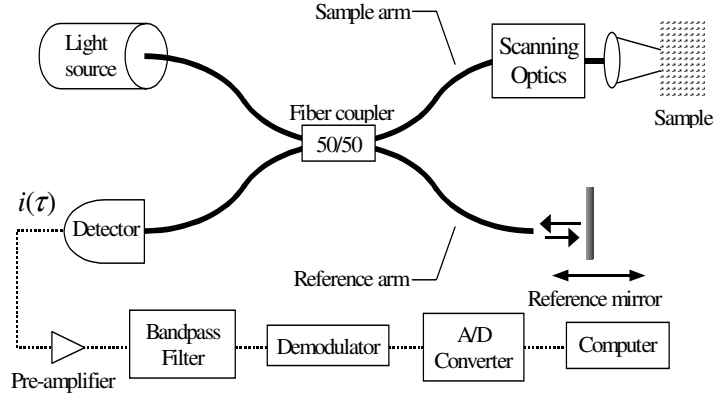 Light
source
Sample arm
Scanning
Optics
Sample
Fiber coupler
50/50
i(τ)
Detector
Reference arm
Reference mirror
Pre-amplifier
Bandpass
Filter
Demodulator
A/D
Converter
Computer